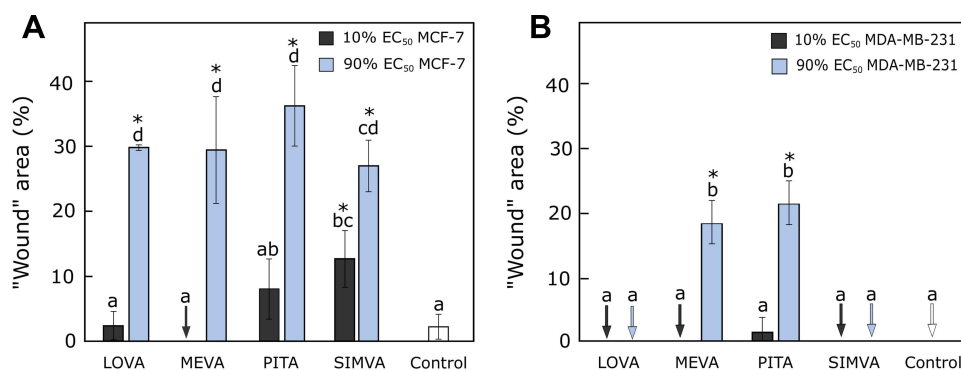 A
10% EC₅₀ MCF-7
90% EC₅₀ MCF-7
"Wound" area (%)
40
30
20
10
0
a
*
d
a
*
d
ab
*
d
*
bc
*
cd
a
LOVA MEVA PITA SIMVA Control
B
10% EC₅₀ MDA-MB-231
90% EC₅₀ MDA-MB-231
"Wound" area (%)
40
30
20
10
0
a a
a
*
b
a
*
b
a a
a
LOVA MEVA PITA SIMVA Control